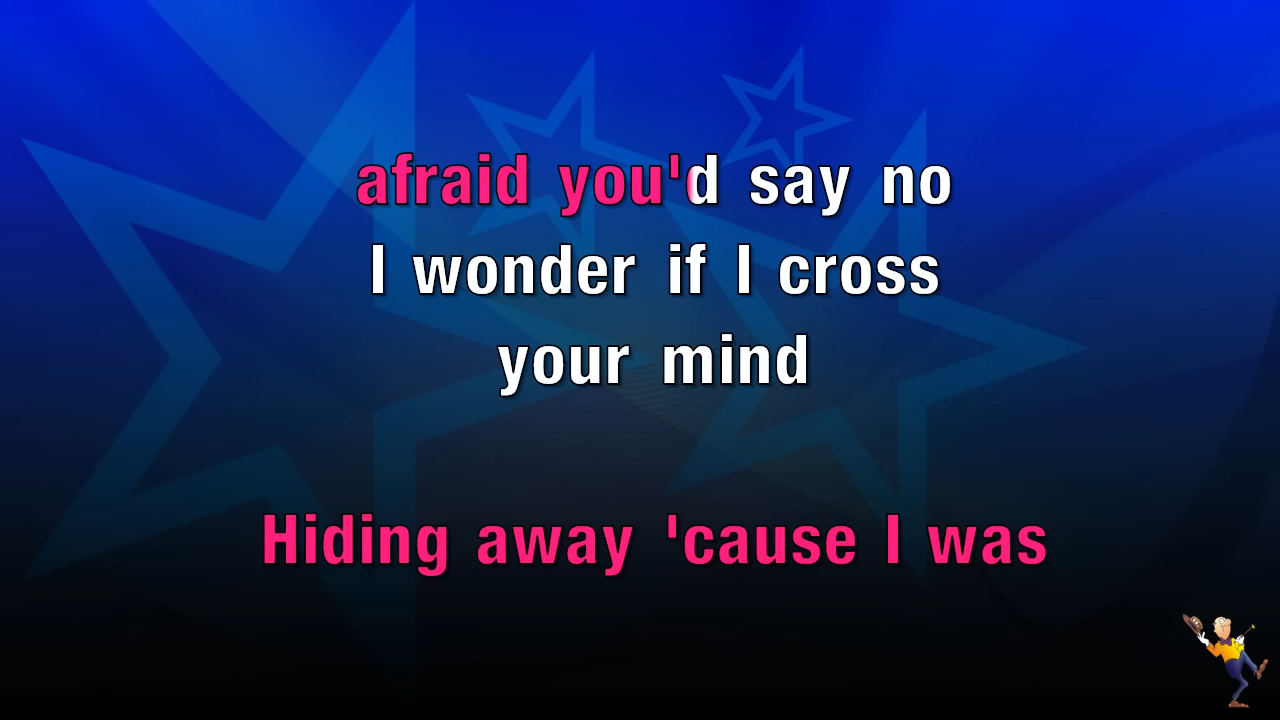 afraid you'd say no
I wonder if I cross
your mind
Hiding away 'cause I was